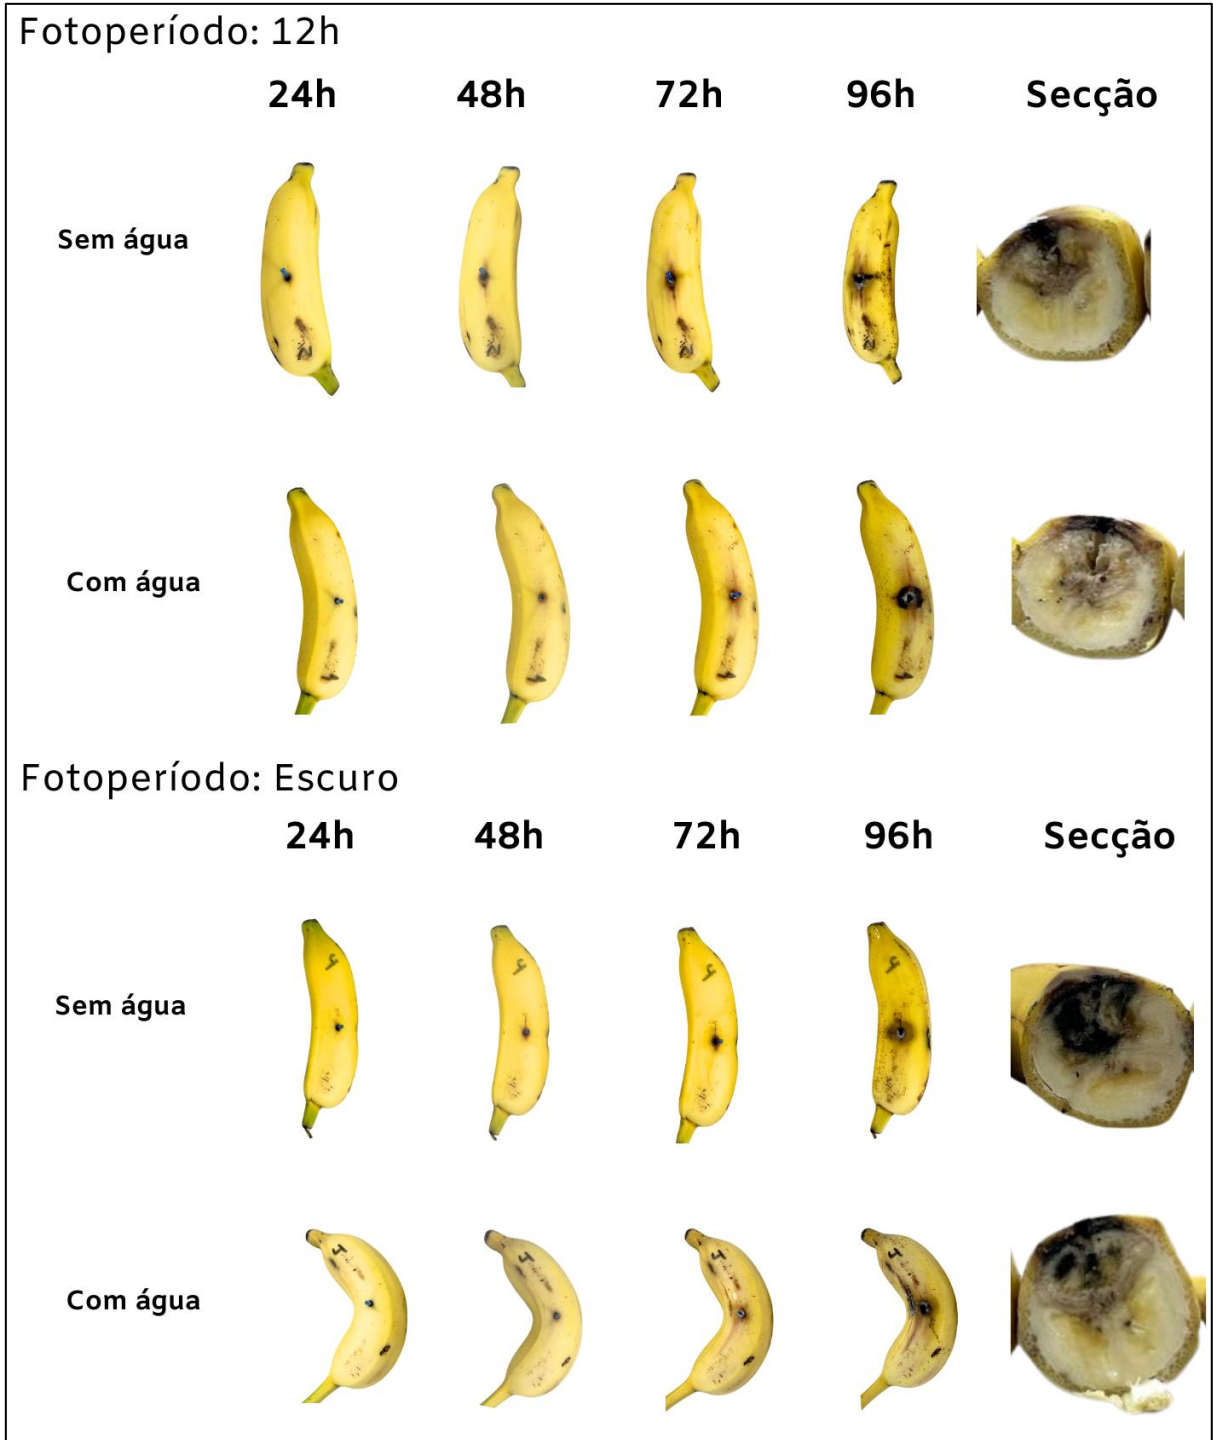 Fotoperíodo: 12h
24h 48h 72h 96h Secção
Sem água
Com água
Fotoperíodo: Escuro
24h 48h 72h 96h Secção
Sem água
Com água